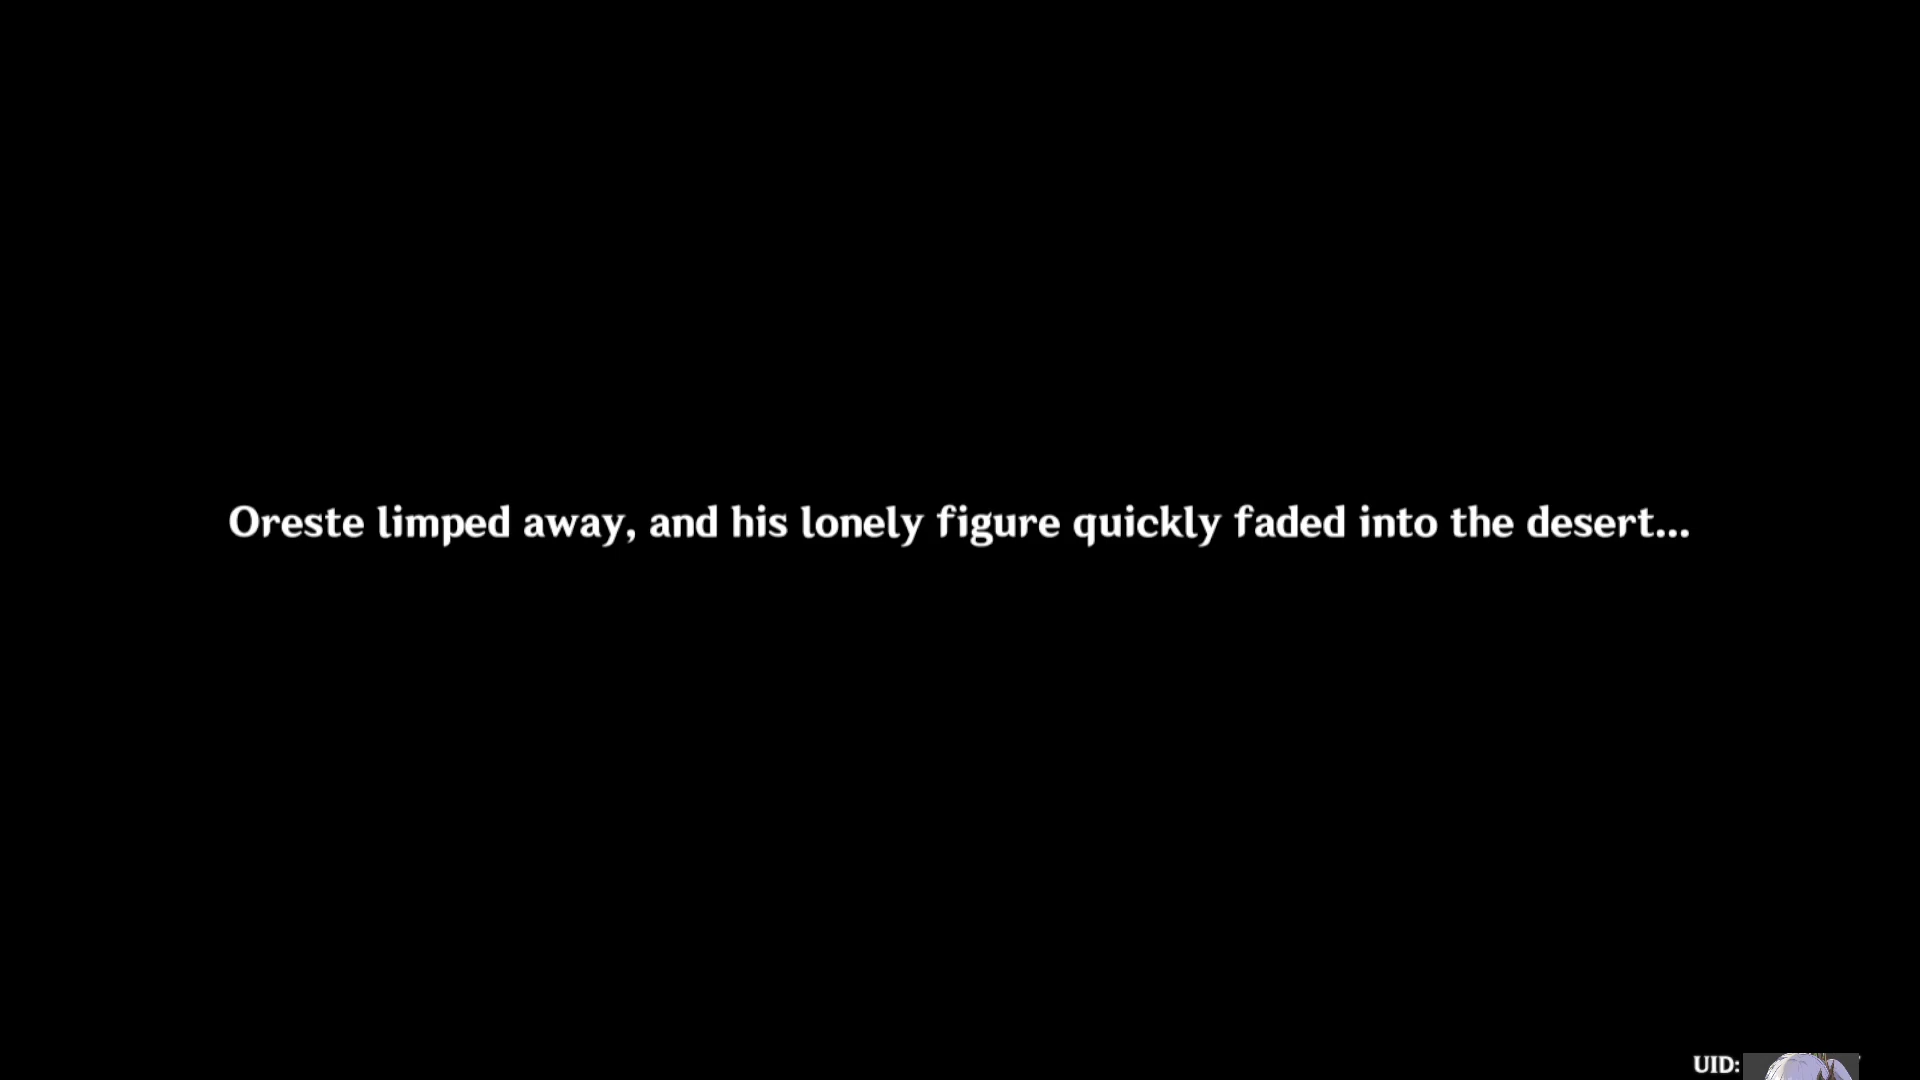 Oreste limped away, and his lonely figure quickly faded into the desert...
UID: